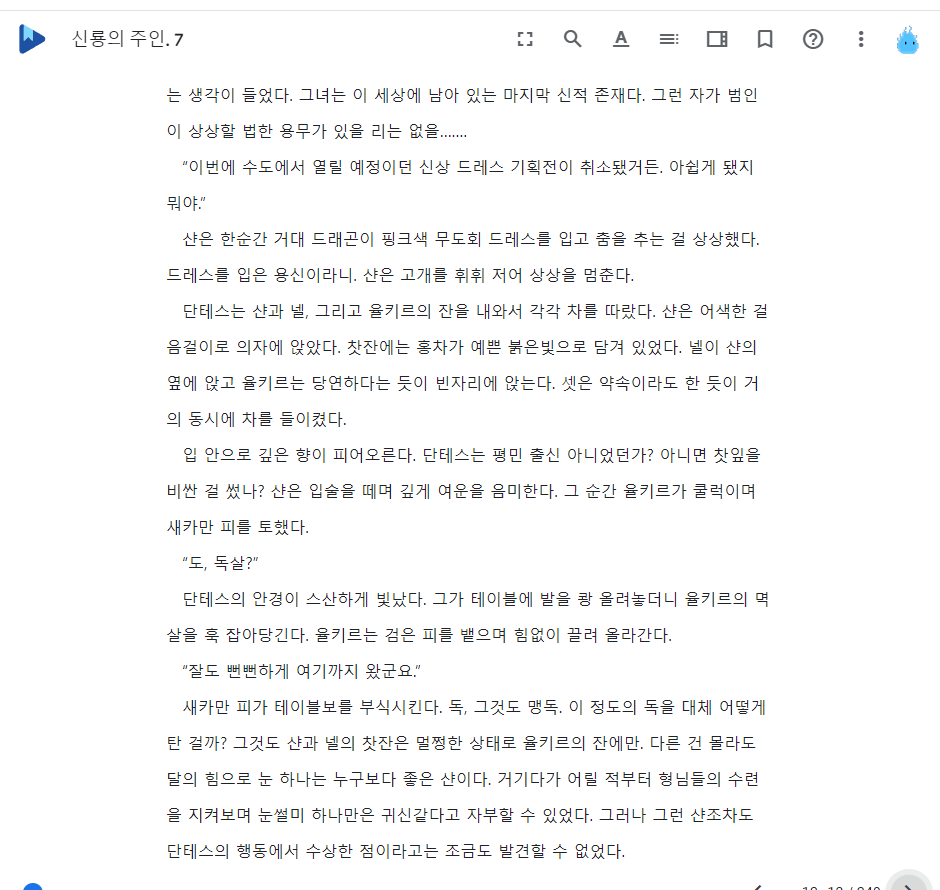 신룡의 주인. 7
는 생각이 들었다. 그녀는 이 세상에 남아 있는 마지막 신적 존재다. 그런 자가 범인
이 상상할 법한 용무가 있을 리는 없을…….
“이번에 수도에서 열릴 예정이던 신상 드레스 기획전이 취소됐거든. 아쉽게 됐지
뭐야.”
샨은 한순간 거대 드래곤이 핑크색 무도회 드레스를 입고 춤을 추는 걸 상상했다.
드레스를 입은 용신이라니. 샨은 고개를 휘휘 저어 상상을 멈춘다.
단테스는 샨과 넬, 그리고 율키르의 잔을 내와서 각각 차를 따랐다. 샨은 어색한 걸
음걸이로 의자에 앉았다. 찻잔에는 홍차가 예쁜 붉은빛으로 담겨 있었다. 넬이 샨의
옆에 앉고 율키르는 당연하다는 듯이 빈자리에 앉는다. 셋은 약속이라도 한 듯이 거
의 동시에 차를 들이켰다.
입 안으로 깊은 향이 피어오른다. 단테스는 평민 출신 아니었던가? 아니면 찻잎을
비싼 걸 썼나? 샨은 입술을 떼며 깊게 여운을 음미한다. 그 순간 율키르가 쿨럭이며
새카만 피를 토했다.
“도, 독살?”
단테스의 안경이 스산하게 빛났다. 그가 테이블에 발을 쾅 올려놓더니 율키르의 멱
살을 훅 잡아당긴다. 율키르는 검은 피를 뱉으며 힘없이 끌려 올라간다.
“잘도 뻔뻔하게 여기까지 왔군요.”
새카만 피가 테이블보를 부식시킨다. 독, 그것도 맹독. 이 정도의 독을 대체 어떻게
탄 걸까? 그것도 샨과 넬의 찻잔은 멀쩡한 상태로 율키르의 잔에만. 다른 건 몰라도
달의 힘으로 눈 하나는 누구보다 좋은 샨이다. 거기다가 어릴 적부터 형님들의 수련
을 지켜보며 눈썰미 하나만은 귀신같다고 자부할 수 있었다. 그러나 그런 샨조차도
단테스의 행동에서 수상한 점이라고는 조금도 발견할 수 없었다.